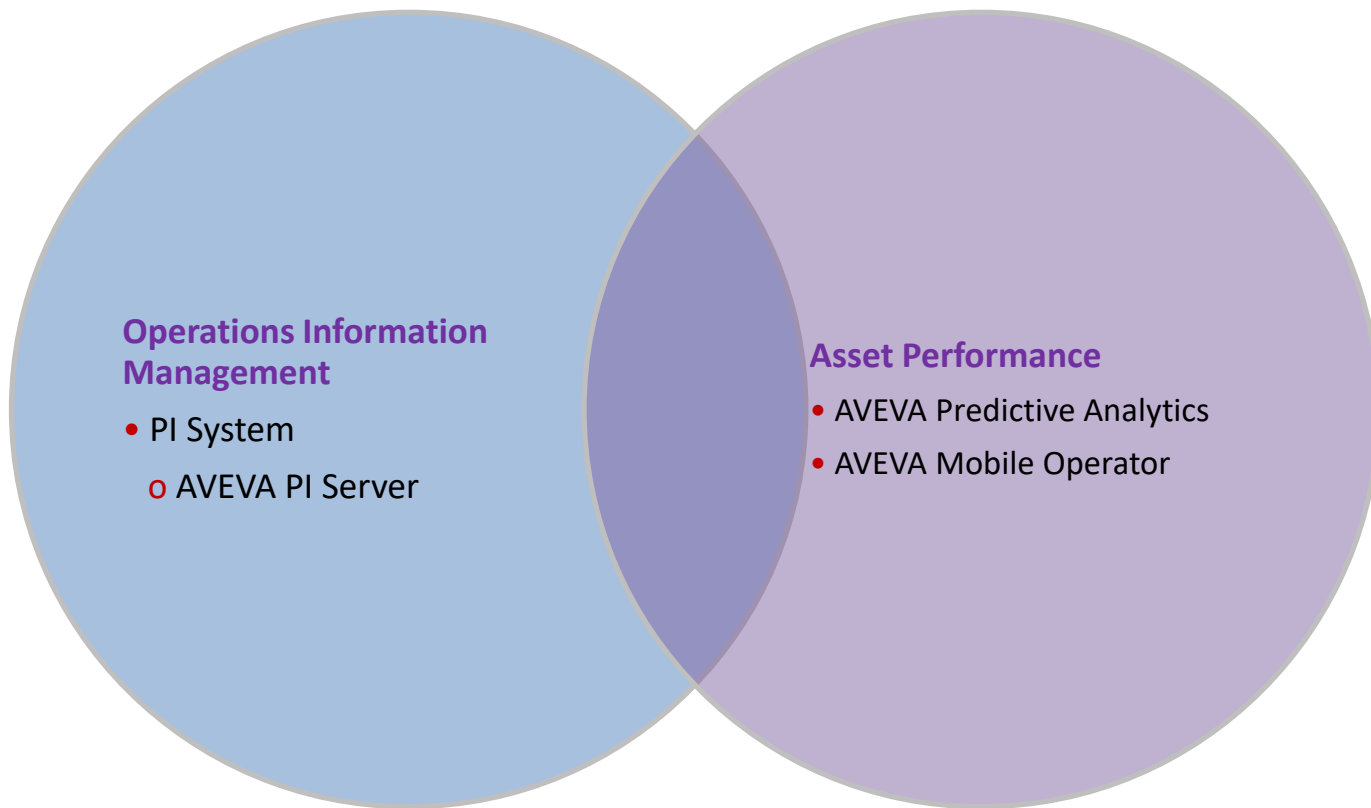 Operations Information
Management
• PI System
o AVEVA PI Server
Asset Performance
• AVEVA Predictive Analytics
• AVEVA Mobile Operator